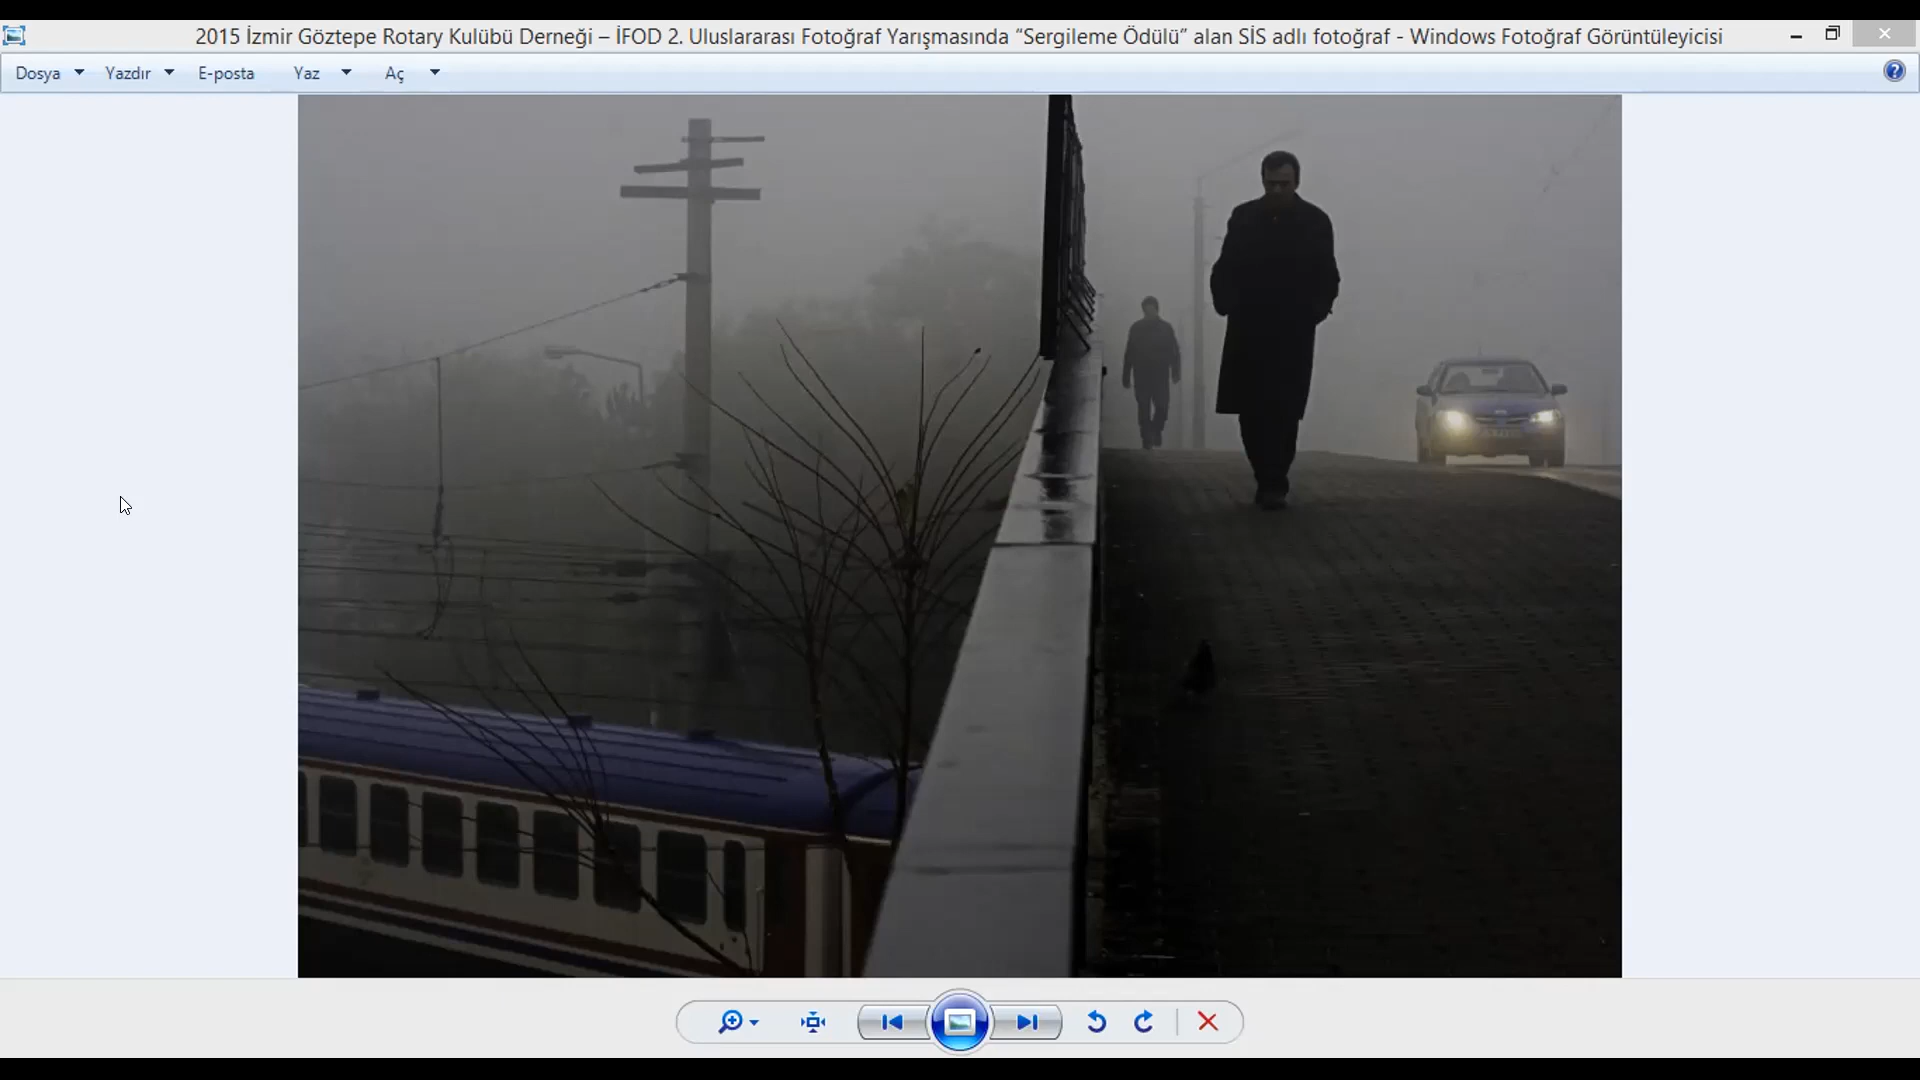 2015 İzmir Göztepe Rotary Kulübü Derneği – İFOD 2. Uluslararası Fotoğraf Yarışmasında “Sergileme Ödülü” alan SİS adlı fotoğraf - Windows Fotoğraf Görüntüleyicisi
Dosya Yazdır E-posta Yaz Aç